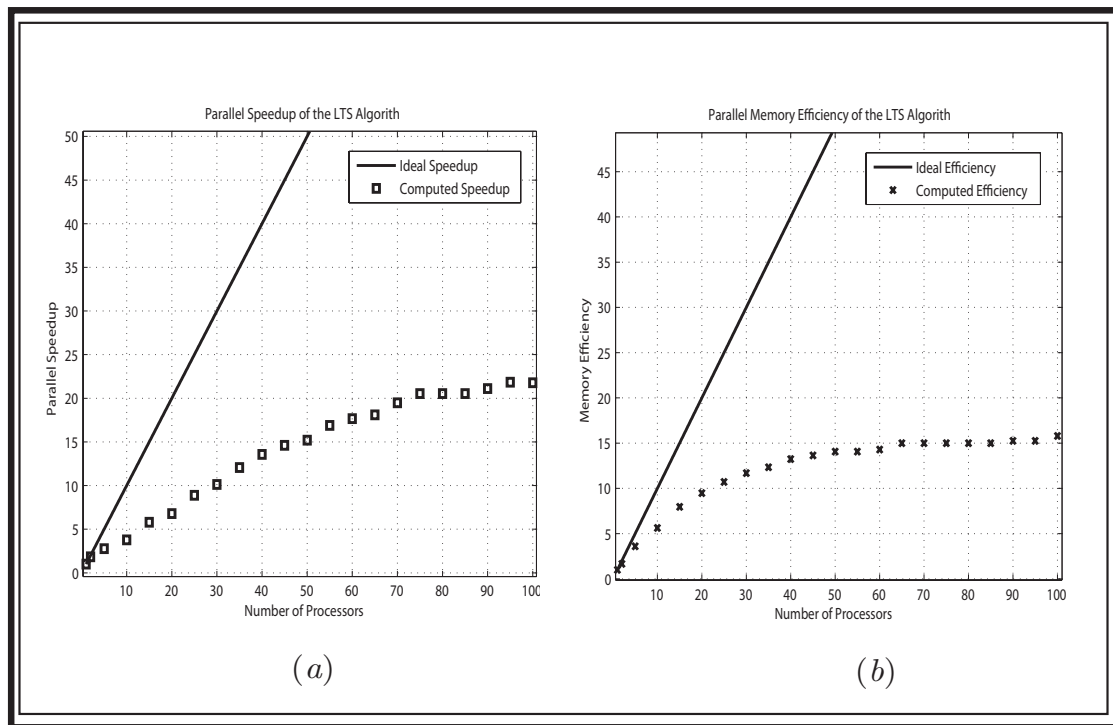 Parallel Speedup of the LTS Algorith
50
45
40
35
30
25
20
15
10
5
0
Parallel Speedup
Ideal Speedup
Computed Speedup
10 20 30 40 50 60 70 80 90 100
Number of Processors
(a)
Parallel Memory Efficiency of the LTS Algorith
45
40
35
30
25
20
15
10
5
0
Memory Efficiency
Ideal Efficiency
Computed Efficiency
10 20 30 40 50 60 70 80 90 100
Number of Processors
(b)